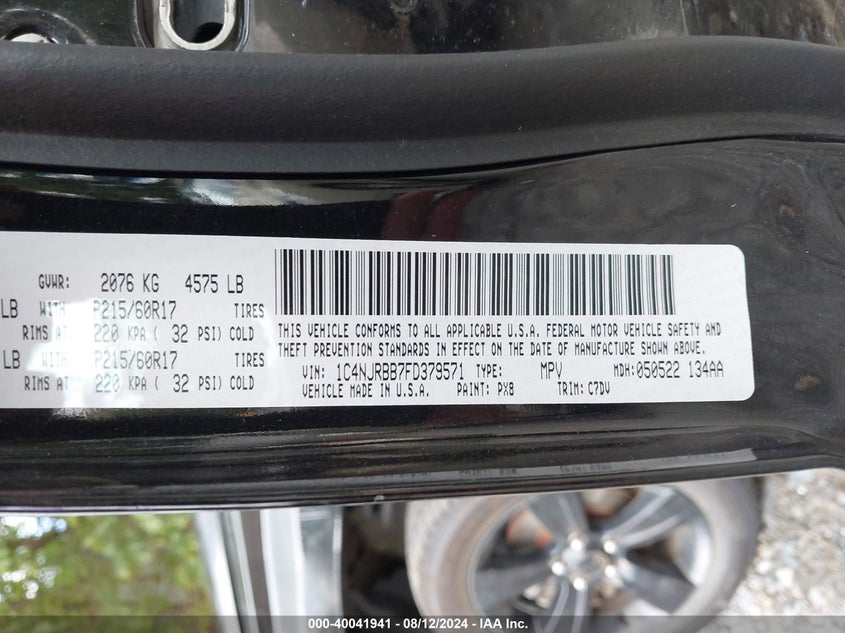 GVWR: 2076 KG 4575 LB
LB WITH P215/60R17 TIRES
RIMS AT 220 KPA ( 32 PSI) COLD
LB WITH P215/60R17 TIRES
RIMS AT 220 KPA ( 32 PSI) COLD
THIS VEHICLE CONFORMS TO ALL APPLICABLE U.S.A. FEDERAL MOTOR VEHICLE SAFETY AND
THEFT PREVENTION STANDARDS IN EFFECT ON THE DATE OF MANUFACTURE SHOWN ABOVE.
VIN: 1C4NJRBB7FD379571 TYPE: MPV MDH: 050522 134AA
VEHICLE MADE IN U.S.A. PAINT: PX8 TRIM: C7DV
000-40041941 - 08/12/2024 - IAA Inc.